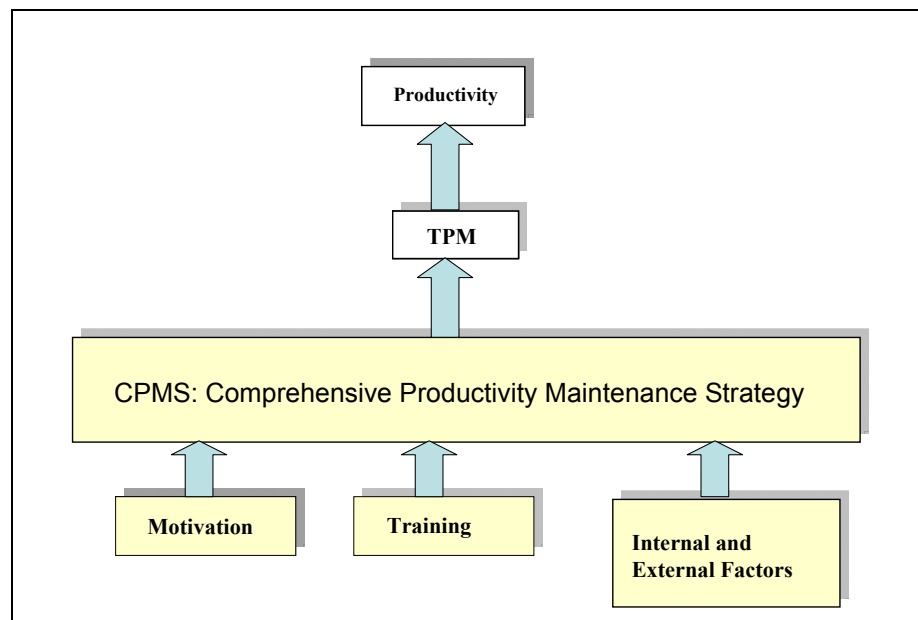 Productivity
TPM
CPMS: Comprehensive Productivity Maintenance Strategy
Motivation
Training
Internal and
External Factors